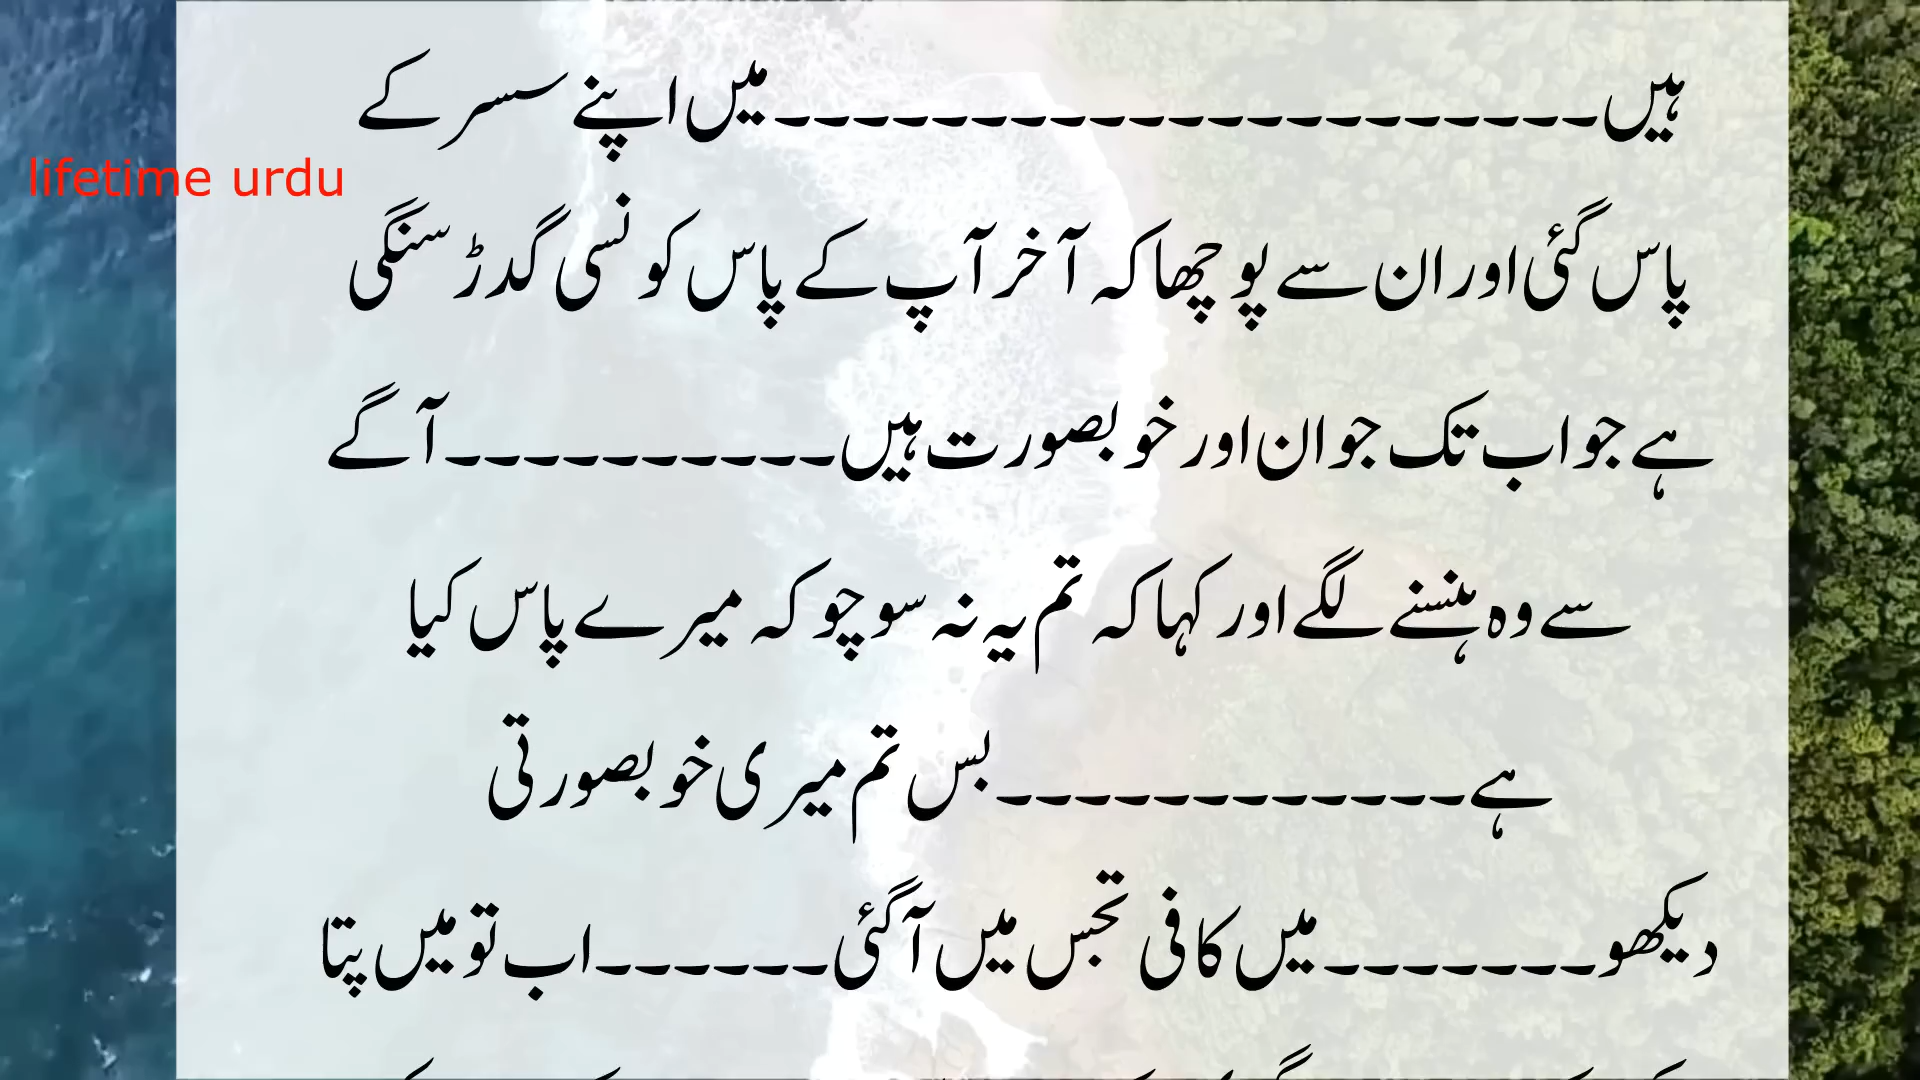 ہیں۔۔۔۔۔۔۔۔۔۔۔۔۔۔۔۔۔۔۔۔۔میں اپنے سسر کے
lifetime urdu
پاس گئی اور ان سے پوچھا کہ آخر آپ کے پاس کونسی گدڑ سنگی
ہے جو اب تک جوان اور خوبصورت ہیں۔۔۔۔۔۔۔۔۔۔آگے
سے وہ ہنسنے لگے اور کہا کہ تم یہ نہ سوچو کہ میرے پاس کیا
ہے۔۔۔۔۔۔۔۔۔۔۔۔بس تم میری خوبصورتی
دیکھو۔۔۔۔۔۔۔میں کافی تجسس میں آگئی۔۔۔۔۔۔اب تو میں پتا